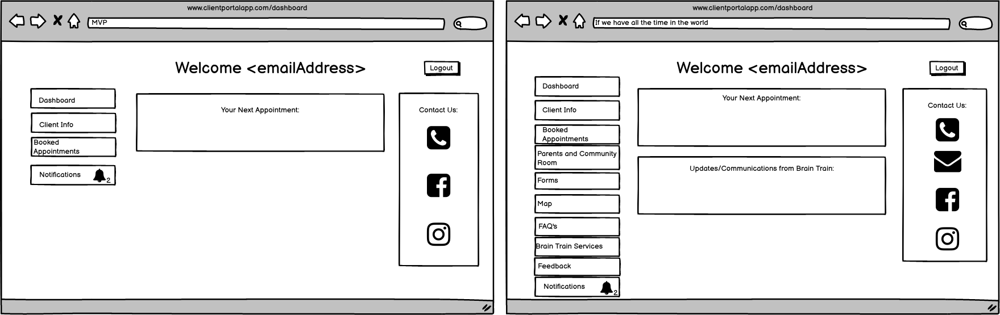 www.clientportalapp.com/dashboard
MVP
Welcome <emailAddress>
Logout
Dashboard
Client Info
Booked
Appointments
Notifications
2
Your Next Appointment:
Contact Us:
www.clientportalapp.com/dashboard
If we have all the time in the world
Welcome <emailAddress>
Logout
Dashboard
Client Info
Booked
Appointments
Parents and Community
Room
Forms
Map
FAQ's
Brain Train Services
Feedback
Notifications
2
Your Next Appointment:
Updates/Communications from Brain Train:
Contact Us: